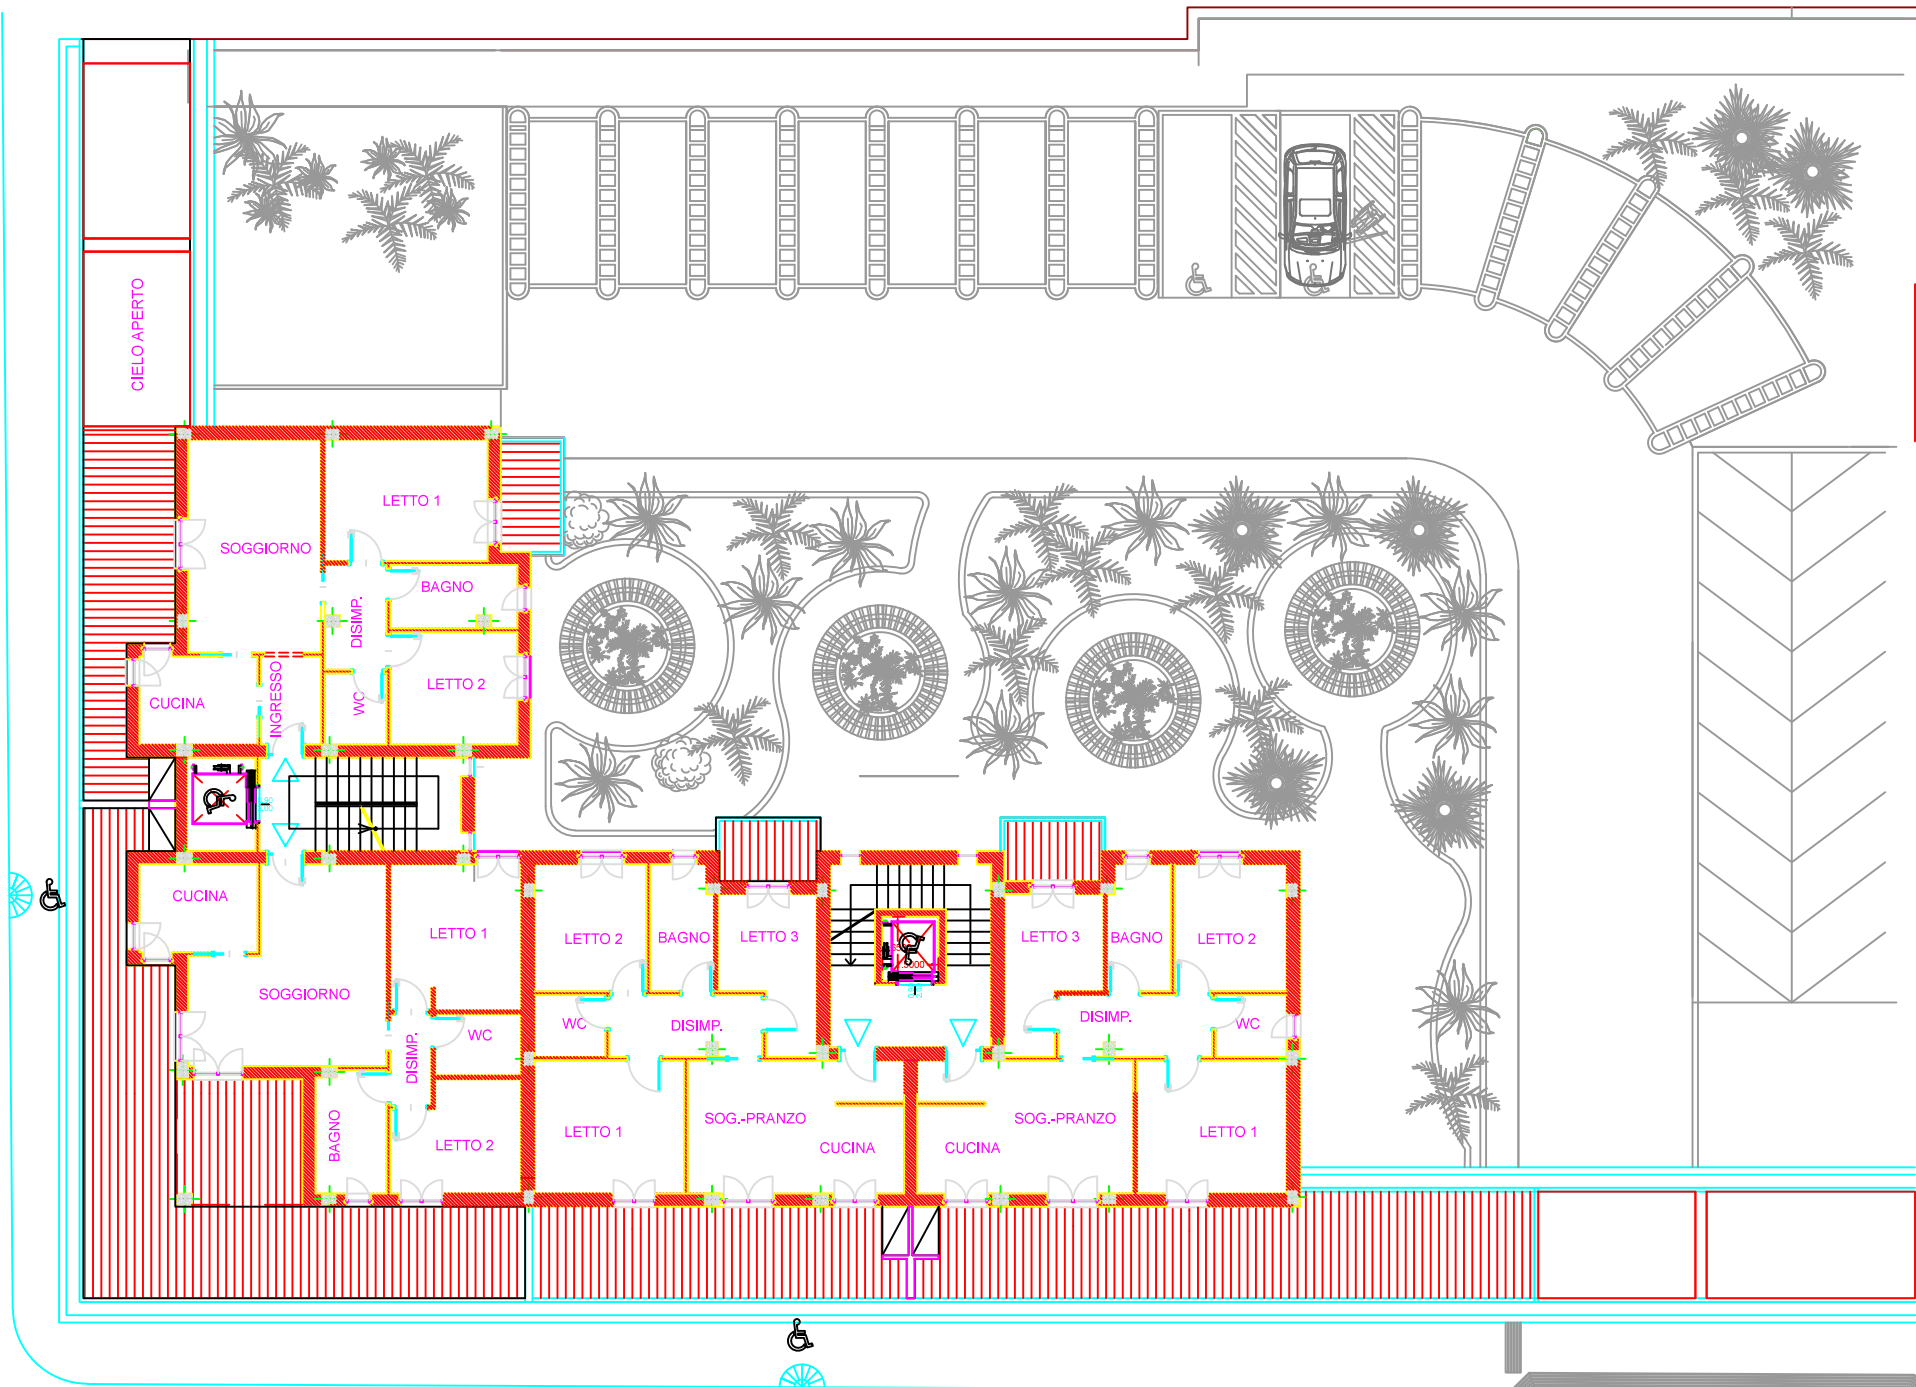 CIELO APERTO
LETTO 1
SOGGIORNO
BAGNO
DISIMP.
LETTO 2
INGRESSO
WC
CUCINA
CUCINA
LETTO 1
SOGGIORNO
WC
DISIMP.
BAGNO
LETTO 2
LETTO 2
BAGNO
LETTO 3
WC
DISIMP.
LETTO 1
SOG.-PRANZO
CUCINA
LETTO 3
BAGNO
LETTO 2
DISIMP.
WC
SOG.-PRANZO
CUCINA
LETTO 1